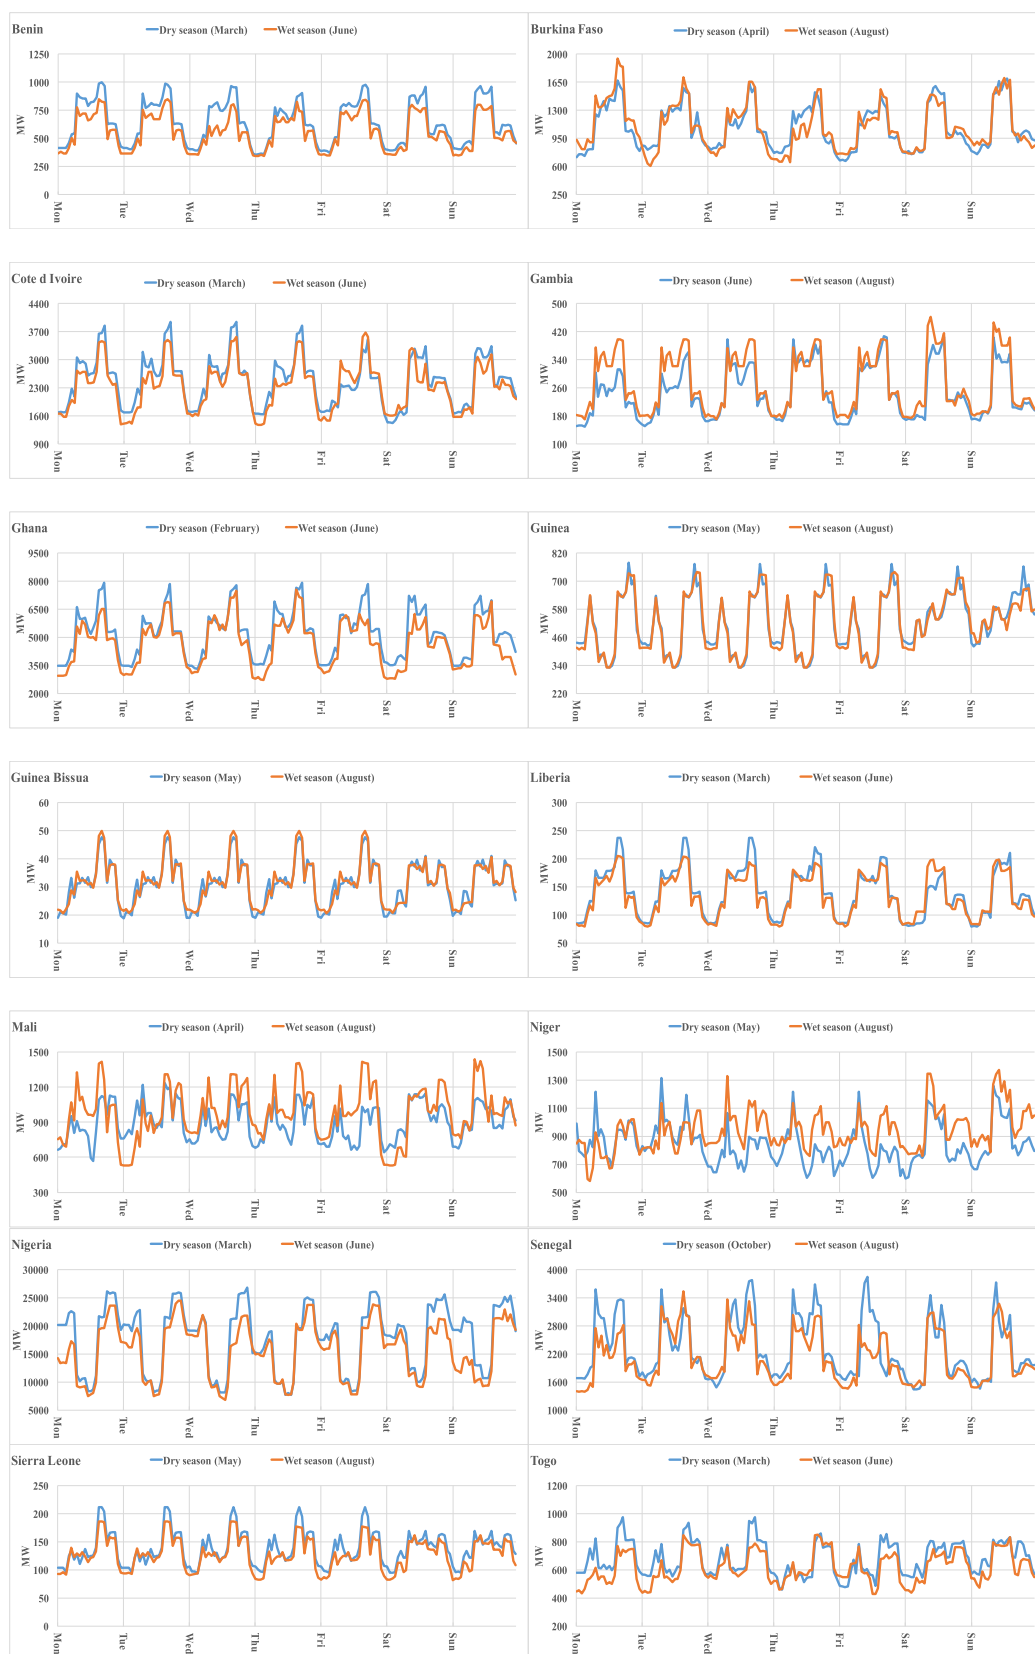 Benin
Dry season (March) Wet season (June)
MW
1250
1000
750
500
250
0
Mon Tue Wed Thu Fri Sat Sun
Burkina Faso
Dry season (April) Wet season (August)
MW
2000
1650
1300
950
600
250
Mon Tue Wed Thu Fri Sat Sun
Cote d Ivoire
Dry season (March) Wet season (June)
MW
4400
3700
3000
2300
1600
900
Mon Tue Wed Thu Fri Sat Sun
Gambia
Dry season (June) Wet season (August)
MW
500
420
340
260
180
100
Mon Tue Wed Thu Fri Sat Sun
Ghana
Dry season (February) Wet season (June)
MW
9500
8000
6500
5000
3500
2000
Mon Tue Wed Thu Fri Sat Sun
Guinea
Dry season (May) Wet season (August)
MW
820
700
580
460
340
220
Mon Tue Wed Thu Fri Sat Sun
Guinea Bissua
Dry season (May) Wet season (August)
MW
60
50
40
30
20
10
Mon Tue Wed Thu Fri Sat Sun
Liberia
Dry season (March) Wet season (June)
MW
300
250
200
150
100
50
Mon Tue Wed Thu Fri Sat Sun
Mali
Dry season (April) Wet season (August)
MW
1500
1200
900
600
300
Mon Tue Wed Thu Fri Sat Sun
Niger
Dry season (May) Wet season (August)
MW
1500
1300
1100
900
700
500
Mon Tue Wed Thu Fri Sat Sun
Nigeria
Dry season (March) Wet season (June)
MW
30000
25000
20000
15000
10000
5000
Mon Tue Wed Thu Fri Sat Sun
Senegal
Dry season (October) Wet season (August)
MW
4000
3400
2800
2200
1600
1000
Mon Tue Wed Thu Fri Sat Sun
Sierra Leone
Dry season (May) Wet season (August)
MW
250
200
150
100
50
0
Mon Tue Wed Thu Fri Sat Sun
Togo
Dry season (March) Wet season (June)
MW
1200
1000
800
600
400
200
Mon Tue Wed Thu Fri Sat Sun